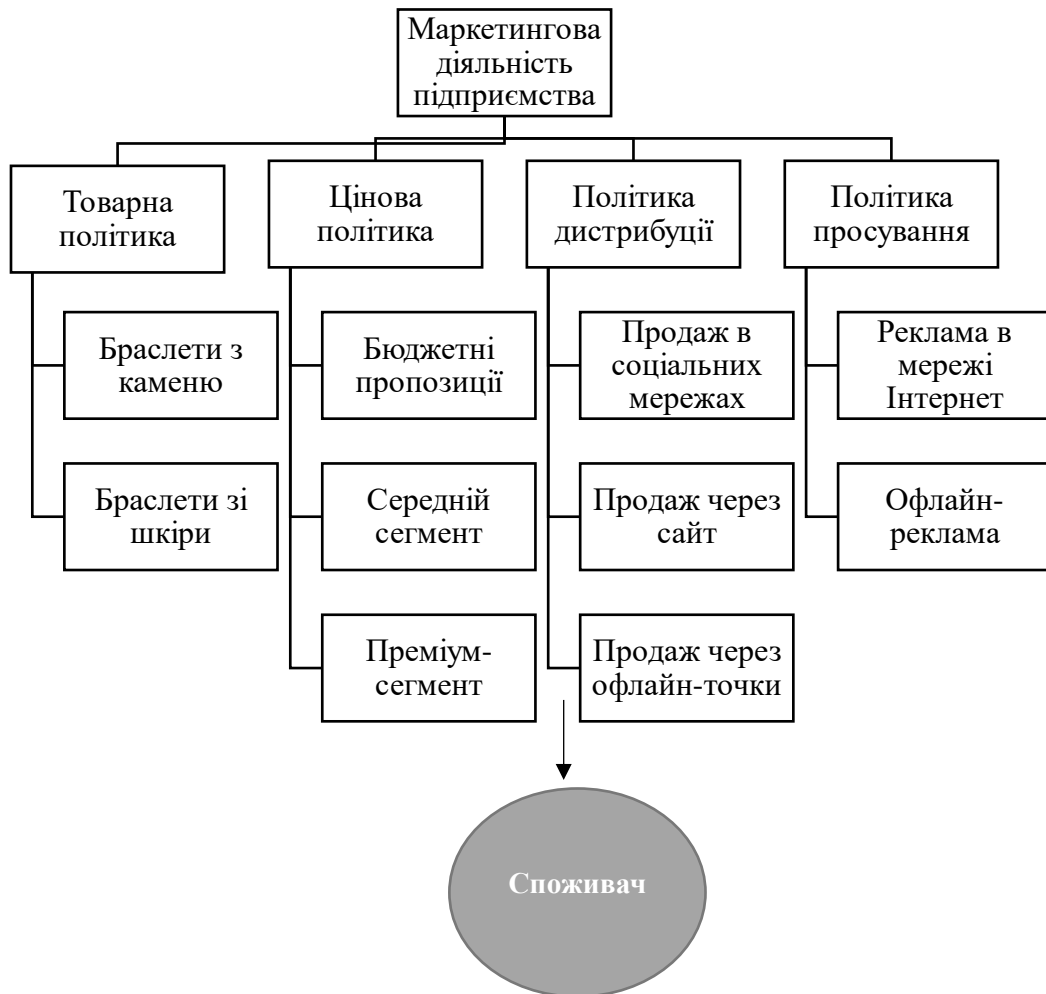 Маркетингова
діяльність
підприємства
Товарна
політика
Цінова
політика
Політика
дистрибуції
Політика
просування
Браслети з
каменю
Бюджетні
пропозиції
Продаж в
соціальних
мережах
Реклама в
мережі
Інтернет
Браслети зі
шкіри
Середній
сегмент
Продаж через
сайт
Офлайн-
реклама
Преміум-
сегмент
Продаж через
офлайн-точки
Споживач